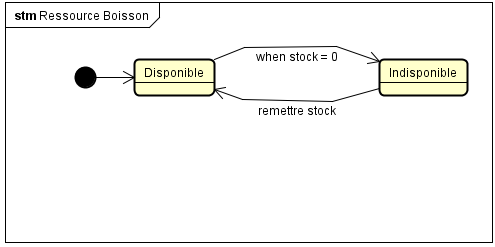 stm Ressource Boisson
Disponible
when stock = 0
Indisponible
remettre stock